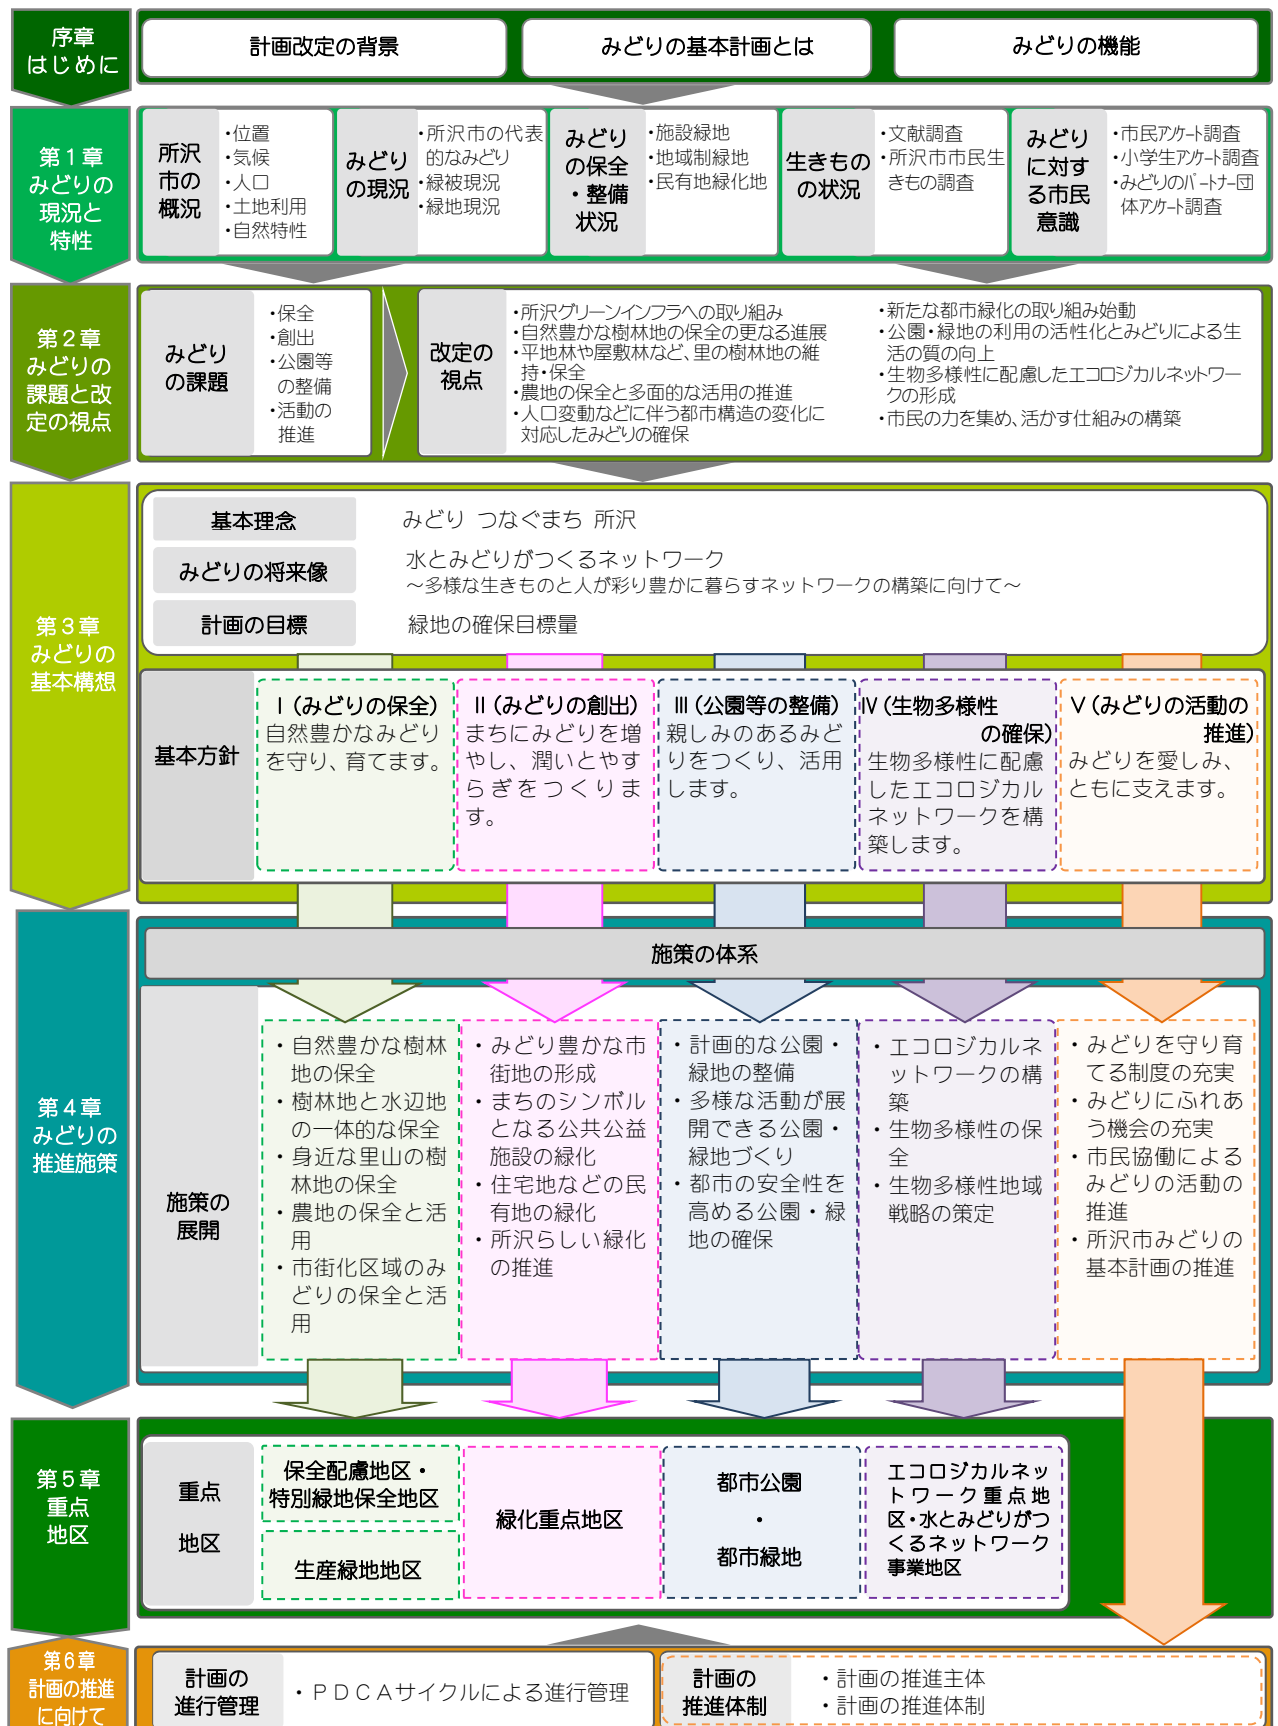 序章
はじめに
計画改定の背景
みどりの基本計画とは
みどりの機能
第1章
みどりの
現況と
特性
所沢
市の
概況
・位置
・気候
・人口
・土地利用
・自然特性
みどり
の現況
・所沢市の代表
的なみどり
・緑被現況
・緑地現況
みどり
の保全
・整備
状況
・施設緑地
・地域制緑地
・民有地緑化地
生きもの
の状況
・文献調査
・所沢市市民生
きもの調査
みどり
に対す
る市民
意識
・市民ｱﾝｹｰﾄ調査
・小学生ｱﾝｹｰﾄ調査
・みどりのﾊﾟｰﾄﾅｰ団
体ｱﾝｹｰﾄ調査
第2章
みどりの
課題と改
定の視点
みどり
の課題
・保全
・創出
・公園等
の整備
・活動の
推進
改定の
視点
・所沢グリーンインフラへの取り組み
・自然豊かな樹林地の保全の更なる進展
・平地林や屋敷林など、里の樹林地の維
持・保全
・農地の保全と多面的な活用の推進
・人口変動などに伴う都市構造の変化に
対応したみどりの確保
・新たな都市緑化の取り組み始動
・公園・緑地の利用の活性化とみどりによる生
活の質の向上
・生物多様性に配慮したエコロジカルネットワー
クの形成
・市民の力を集め、活かす仕組みの構築
第3章
みどりの
基本構想
基本理念
みどり つなぐまち 所沢
みどりの将来像
水とみどりがつくるネットワーク
～多様な生きものと人が彩り豊かに暮らすネットワークの構築に向けて～
計画の目標
緑地の確保目標量
基本方針
Ⅰ（みどりの保全）
自然豊かなみどり
を守り、育てます。
Ⅱ（みどりの創出）
まちにみどりを増
やし、潤いとやす
らぎをつくりま
す。
Ⅲ（公園等の整備）
親しみのあるみど
りをつくり、活用
します。
Ⅳ（生物多様性
の確保）
生物多様性に配慮
したエコロジカル
ネットワークを構
築します。
Ⅴ（みどりの活動の
推進）
みどりを愛しみ、
ともに支えます。
第4章
みどりの
推進施策
施策の体系
施策の
展開
・自然豊かな樹林
地の保全
・樹林地と水辺地
の一体的な保全
・身近な里山の樹
林地の保全
・農地の保全と活
用
・市街化区域のみ
どりの保全と活
用
・みどり豊かな市
街地の形成
・まちのシンボル
となる公共公益
施設の緑化
・住宅地などの民
有地の緑化
・所沢らしい緑化
の推進
・計画的な公園・
緑地の整備
・多様な活動が展
開できる公園・
緑地づくり
・都市の安全性を
高める公園・緑
地の確保
・エコロジカルネ
ットワークの構
築
・生物多様性の保
全
・生物多様性地域
戦略の策定
・みどりを守り育
てる制度の充実
・みどりにふれあ
う機会の充実
・市民協働による
みどりの活動の
推進
・所沢市みどりの
基本計画の推進
第5章
重点
地区
重点
地区
保全配慮地区・
特別緑地保全地区
生産緑地地区
緑化重点地区
都市公園
・
都市緑地
エコロジカルネッ
トワーク重点地
区・水とみどりがつ
くるネットワーク
事業地区
第6章
計画の推進
に向けて
計画の
進行管理
・ＰＤＣＡサイクルによる進行管理
計画の
推進体制
・計画の推進主体
・計画の推進体制